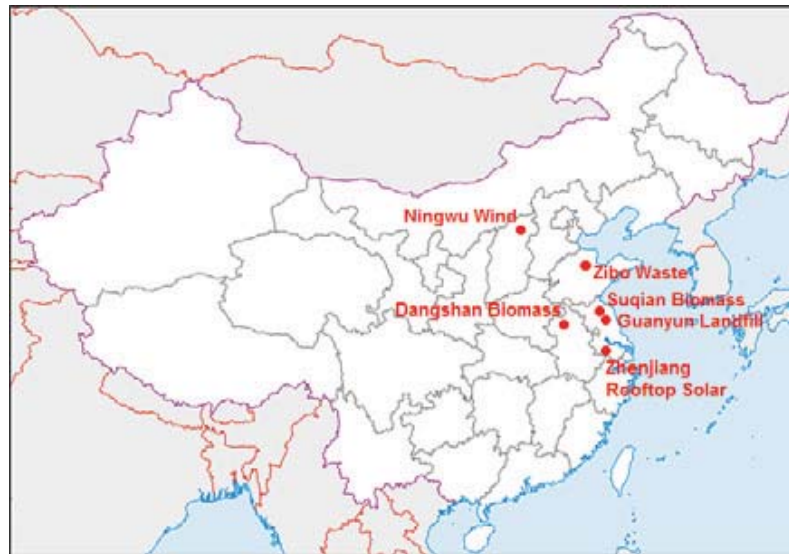 Ningwu Wind
Zibo Waste
Suqian Biomass
Dangshan Biomass
Guanyun Landfill
Zhenjiang
Rooftop Solar